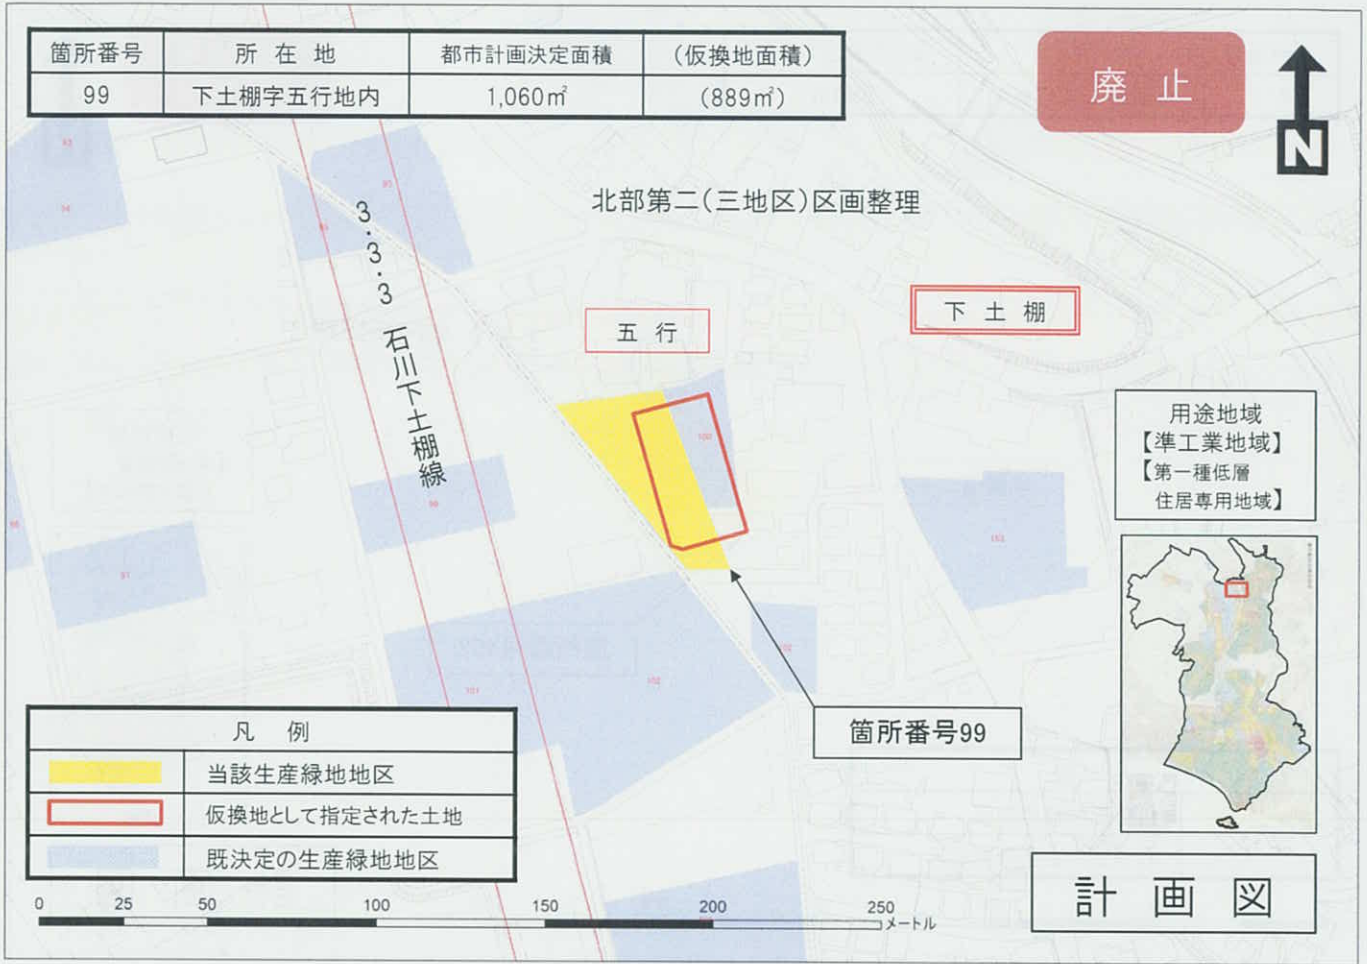 箇所番号 所在地 都市計画決定面積 (仮換地面積)
99 下土棚字五行地内 1,060㎡ (889㎡)
廃止
N
北部第二(三地区)区画整理
3・3・3 石川下土棚線
五行
下土棚
用途地域
【準工業地域】
【第一種低層
住居専用地域】
100
101
102
箇所番号99
凡例
当該生産緑地地区
仮換地として指定された土地
既決定の生産緑地地区
0 25 50 100 150 200 250
メートル
計画図